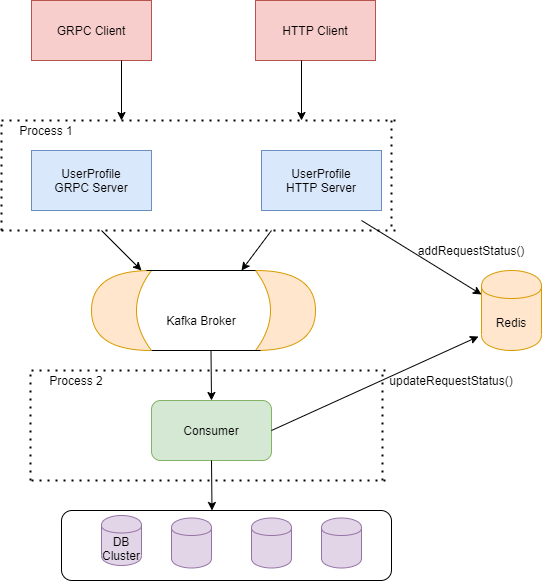 GRPC Client
HTTP Client
Process 1
UserProfile
GRPC Server
UserProfile
HTTP Server
addRequestStatus()
Kafka Broker
Redis
Process 2
updateRequestStatus()
Consumer
DB
Cluster